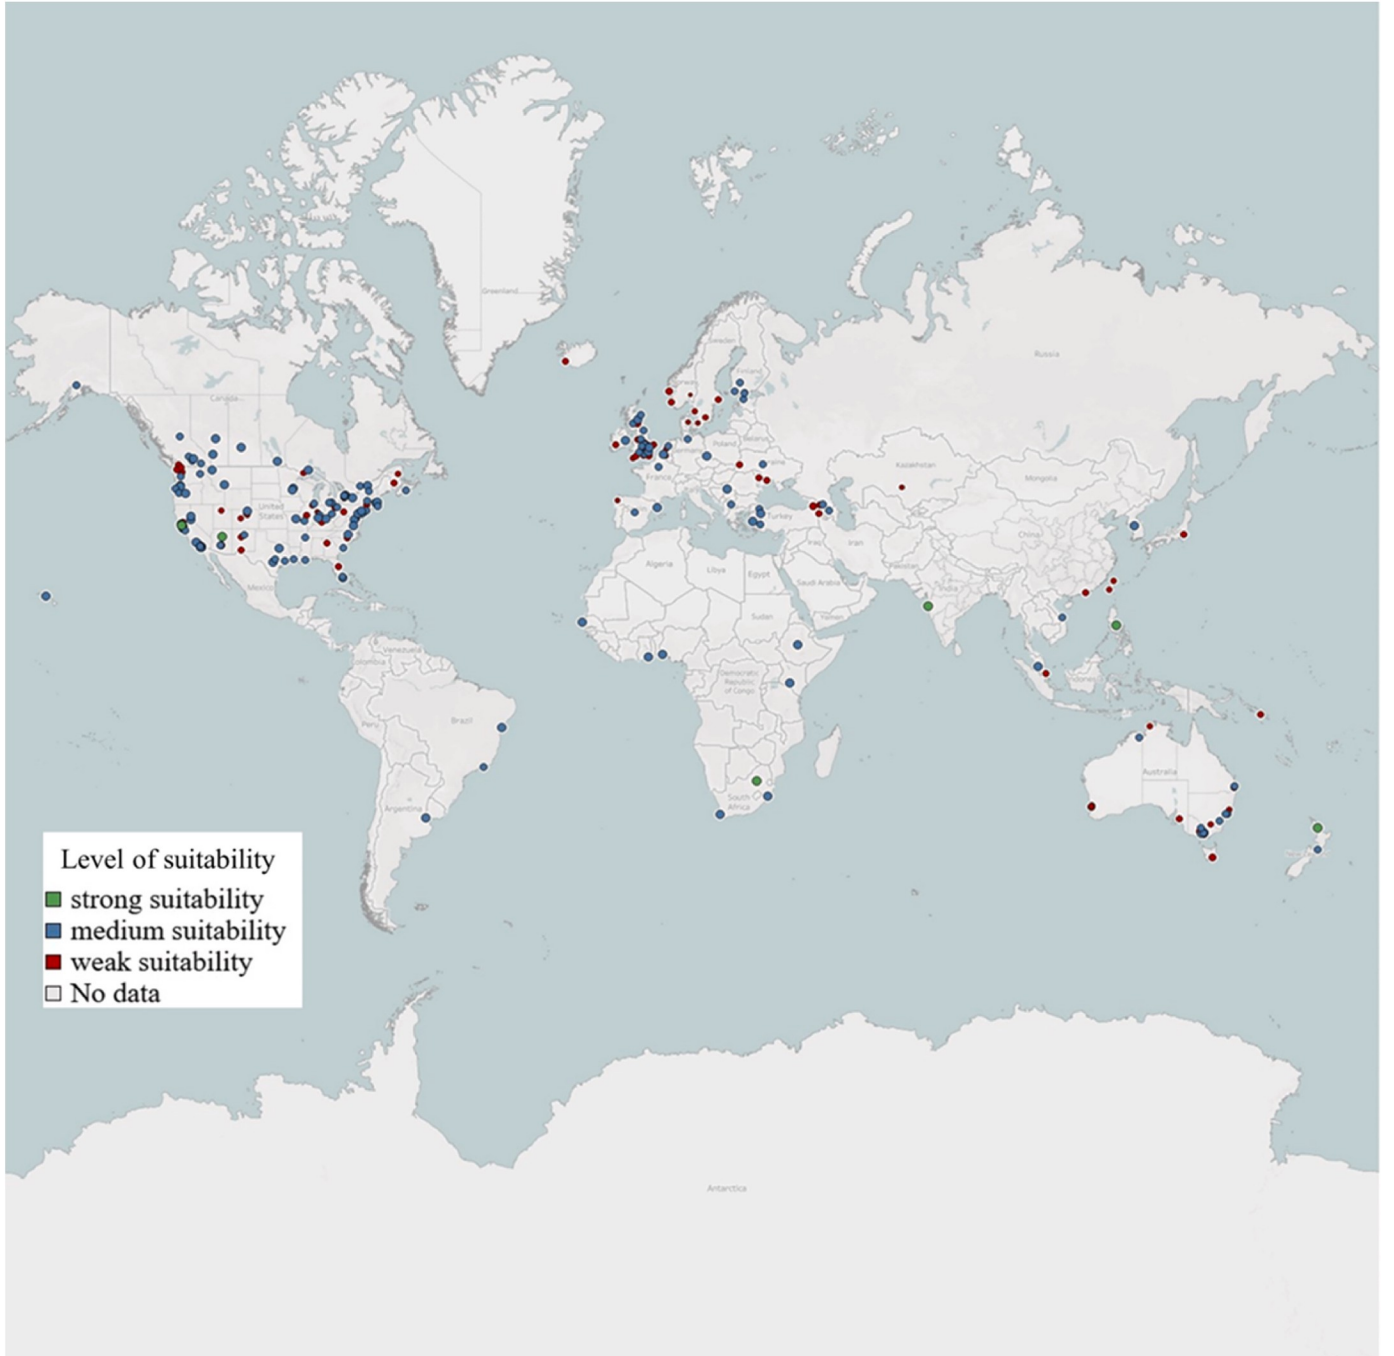 Greenland
Sweden
Finland
Norway
Russia
Canada
Belarus
Poland
Germany
Ukraine
France
Kazakhstan
Mongolia
United
States
Turkey
China
Iraq
Iran
Algeria
Libya
Egypt
Pakistan
Saudi Arabia
India
Mexico
Sudan
Yemen
Venezuela
Colombia
Democratic
Republic
of Congo
Peru
Brazil
Australia
South
Africa
Argentina
Level of suitability
strong suitability
medium suitability
weak suitability
No data
Antarctica